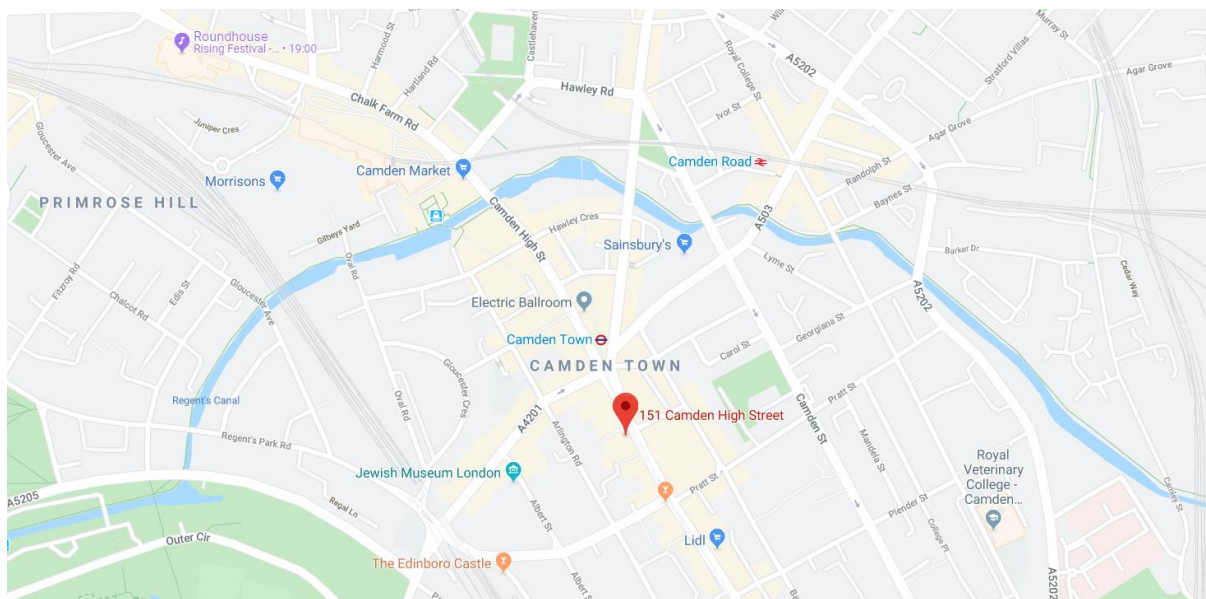 Roundhouse
Rising Festival -... • 19:00
Harmood St
Hartland Rd
Castlehaven
Royal College St
A5202
Murray St
Stratford Villas
Agar Grove
Hawley Rd
Ivor St
Chalk Farm Rd
Agar Grove
Juniper Cres
Gloucester Ave
Camden Market
Camden Road
Randolph St
Morrisons
PRIMROSE HILL
Baynes St
Camden High St
Hawley Cres
A503
Gilbeys Yard
Sainsbury's
Barker Dr
Oval Rd
Lyme St
Cedar Way
Fitzroy Rd
Edis St
Gloucester Ave
Chalcot Rd
Electric Ballroom
A5202
Georgiana St
Camden Town
Carol St
CAMDEN TOWN
Gloucester Cres
Pratt St
Regent's Canal
Oval Rd
A4201
151 Camden High Street
Camden St
Arlington Rd
Regent's Park Rd
Mandela St
Royal
Veterinary
College -
Camden...
Jewish Museum London
Pratt St
A5205
Regal Ln
Albert St
Plender St
Camley St
College Pl
Outer Cir
Lidl
The Edinboro Castle
Albert St
A5202